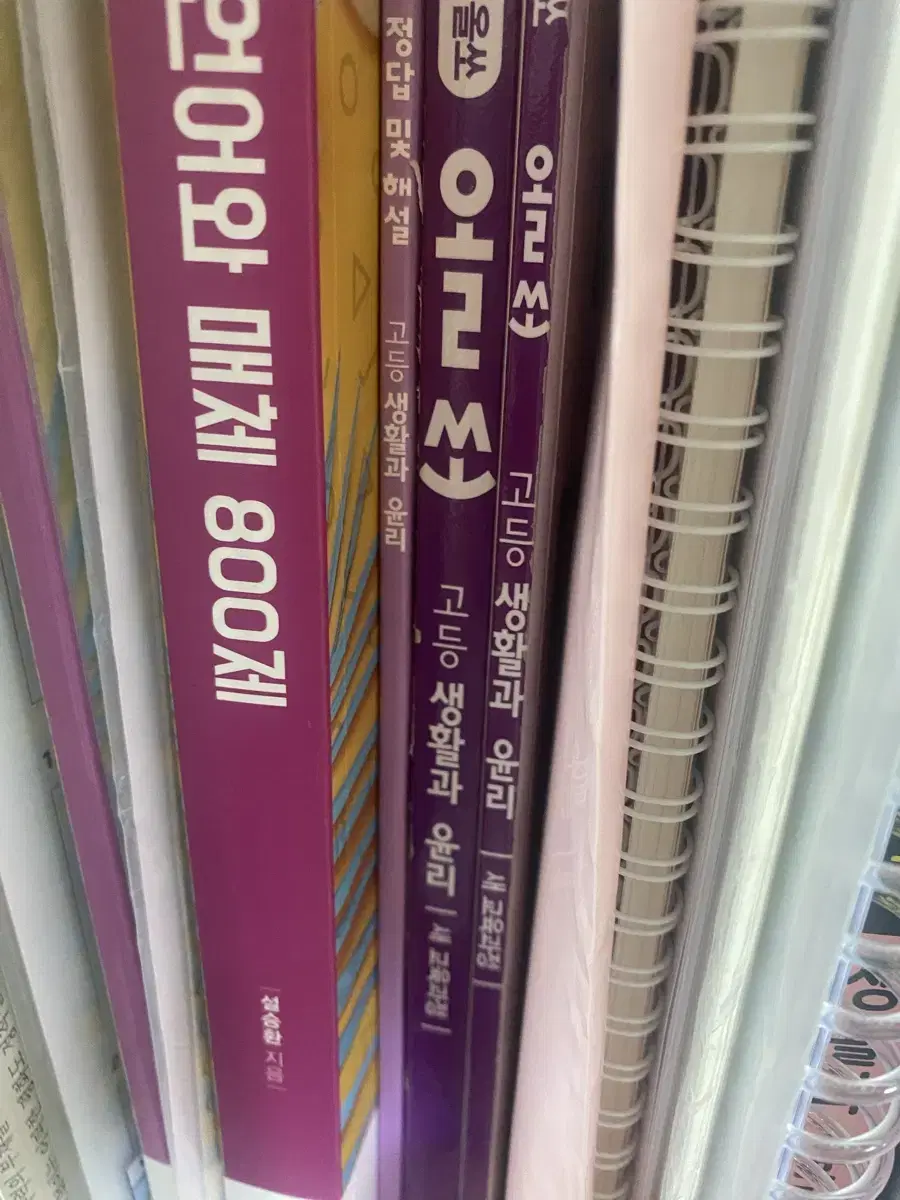 언어와 매체 800제
설승환 지음
정답 및 해설
고등 생활과 윤리
올쏘
올쏘
고등 생활과 윤리
새 교육과정
쏘
올쏘
고등 생활과 윤리
새 교육과정